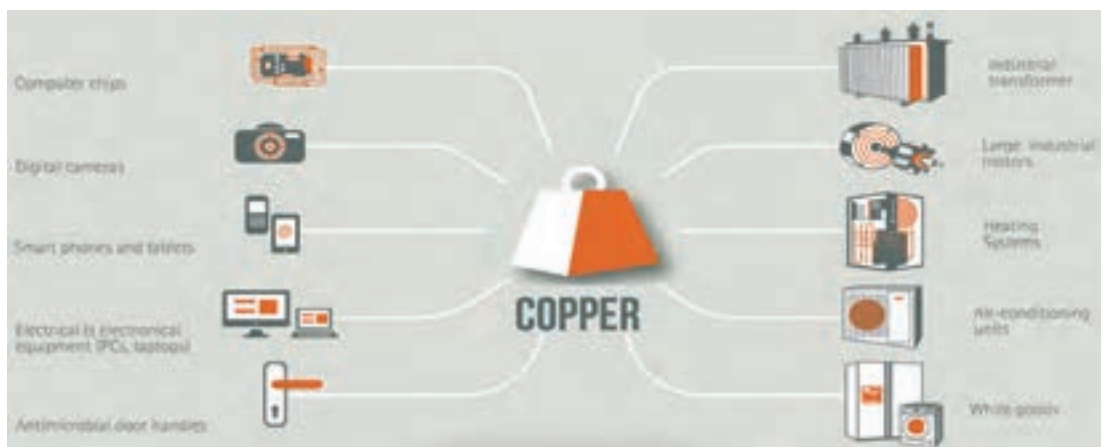 Computer chips
Digital cameras
Smart phones and tablets
Electrical & electronical
equipment (PCs, laptops)
Antimicrobial door handles
COPPER
Industrial
transformer
Large industrial
motors
Heating
Systems
Air-conditioning
units
White goods